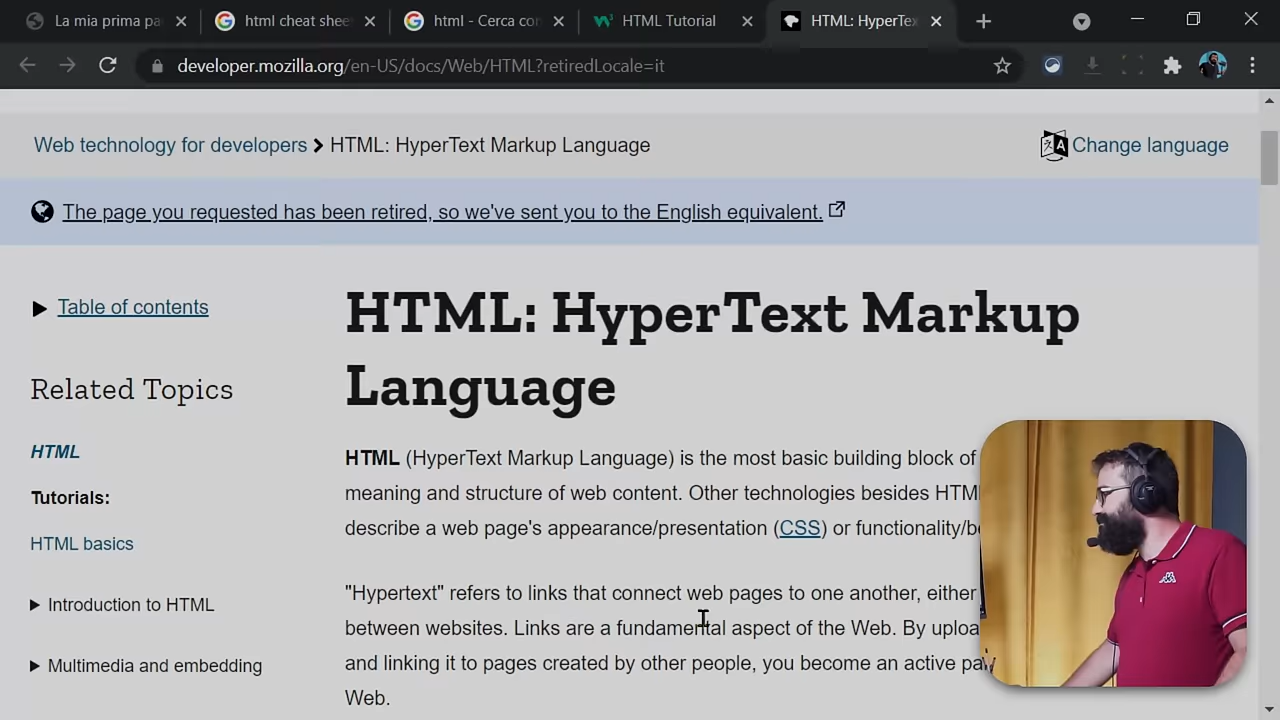 La mia prima pa
html cheat shee
html - Cerca con
HTML Tutorial
HTML: HyperTex
developer.mozilla.org/en-US/docs/Web/HTML?retiredLocale=it
Web technology for developers
HTML: HyperText Markup Language
Change language
The page you requested has been retired, so we've sent you to the English equivalent.
Table of contents
Related Topics
HTML
Tutorials:
HTML basics
Introduction to HTML
Multimedia and embedding
HTML: HyperText Markup
Language
HTML (HyperText Markup Language) is the most basic building block of
meaning and structure of web content. Other technologies besides HTML
describe a web page's appearance/presentation (CSS) or functionality/be
"Hypertext" refers to links that connect web pages to one another, either
between websites. Links are a fundamental aspect of the Web. By uploa
and linking it to pages created by other people, you become an active pa
Web.